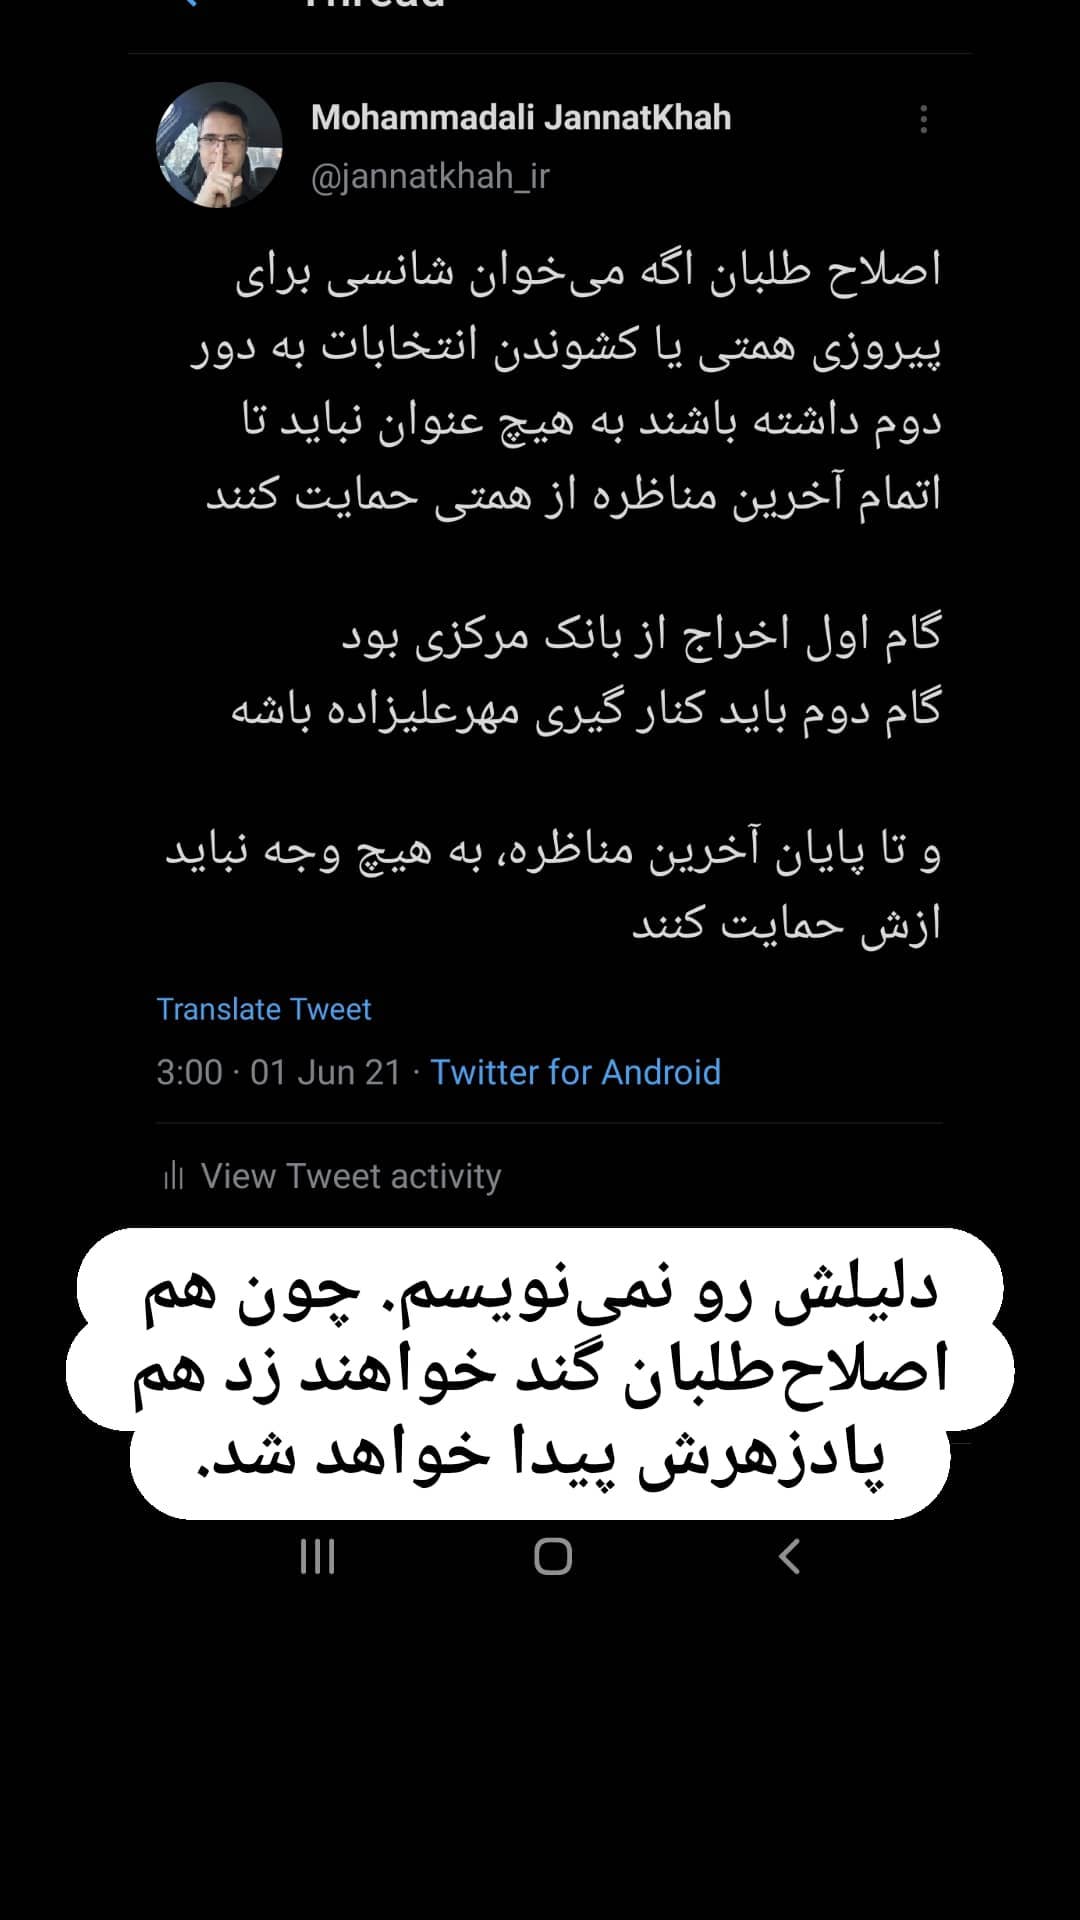 Thread
Mohammadali JannatKhah
@jannatkhah_ir
اصلاح طلبان اگه می‌خوان شانسی برای
پیروزی همتی یا کشوندن انتخابات به دور
دوم داشته باشند به هیچ عنوان نباید تا
اتمام آخرین مناظره از همتی حمایت کنند
گام اول اخراج از بانک مرکزی بود
گام دوم باید کنار گیری مهرعلیزاده باشه
و تا پایان آخرین مناظره، به هیچ وجه نباید
ازش حمایت کنند
Translate Tweet
3:00 · 01 Jun 21 · Twitter for Android
View Tweet activity
دلیلش رو نمی‌نویسم. چون هم
اصلاح‌طلبان گند خواهند زد هم
پادزهرش پیدا خواهد شد.